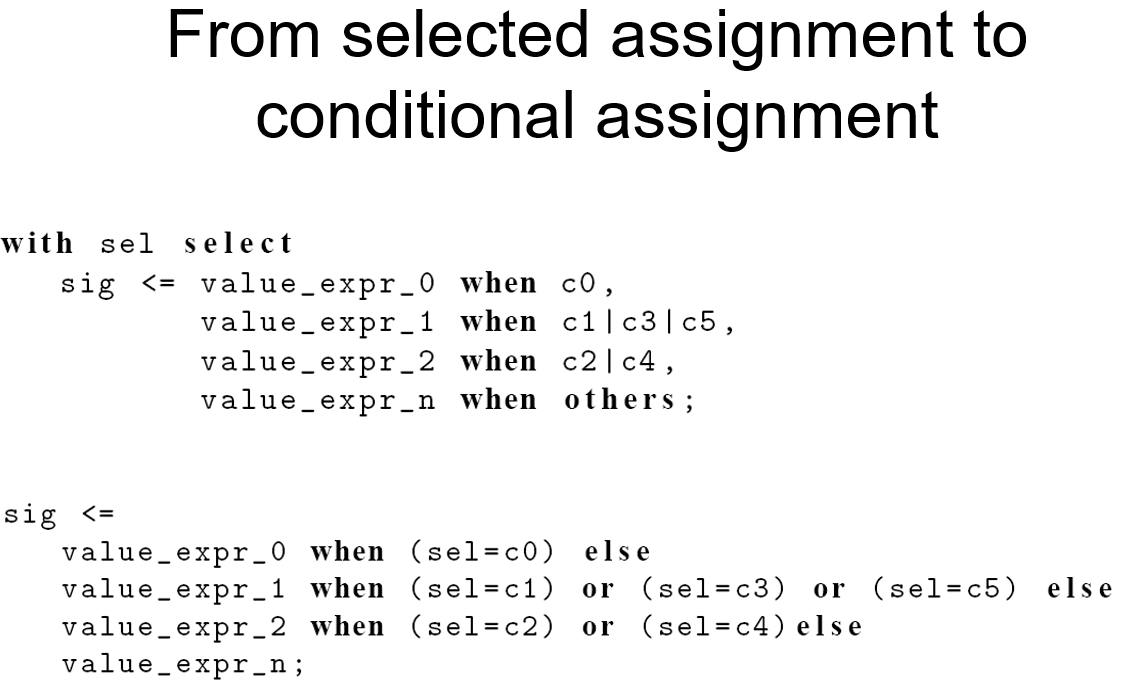 From selected assignment to
conditional assignment
with sel select
sig <= value_expr_0 when c0,
value_expr_1 when c1|c3|c5,
value_expr_2 when c2|c4,
value_expr_n when others;
sig <=
value_expr_0 when (sel=c0) else
value_expr_1 when (sel=c1) or (sel=c3) or (sel=c5) else
value_expr_2 when (sel=c2) or (sel=c4) else
value_expr_n;